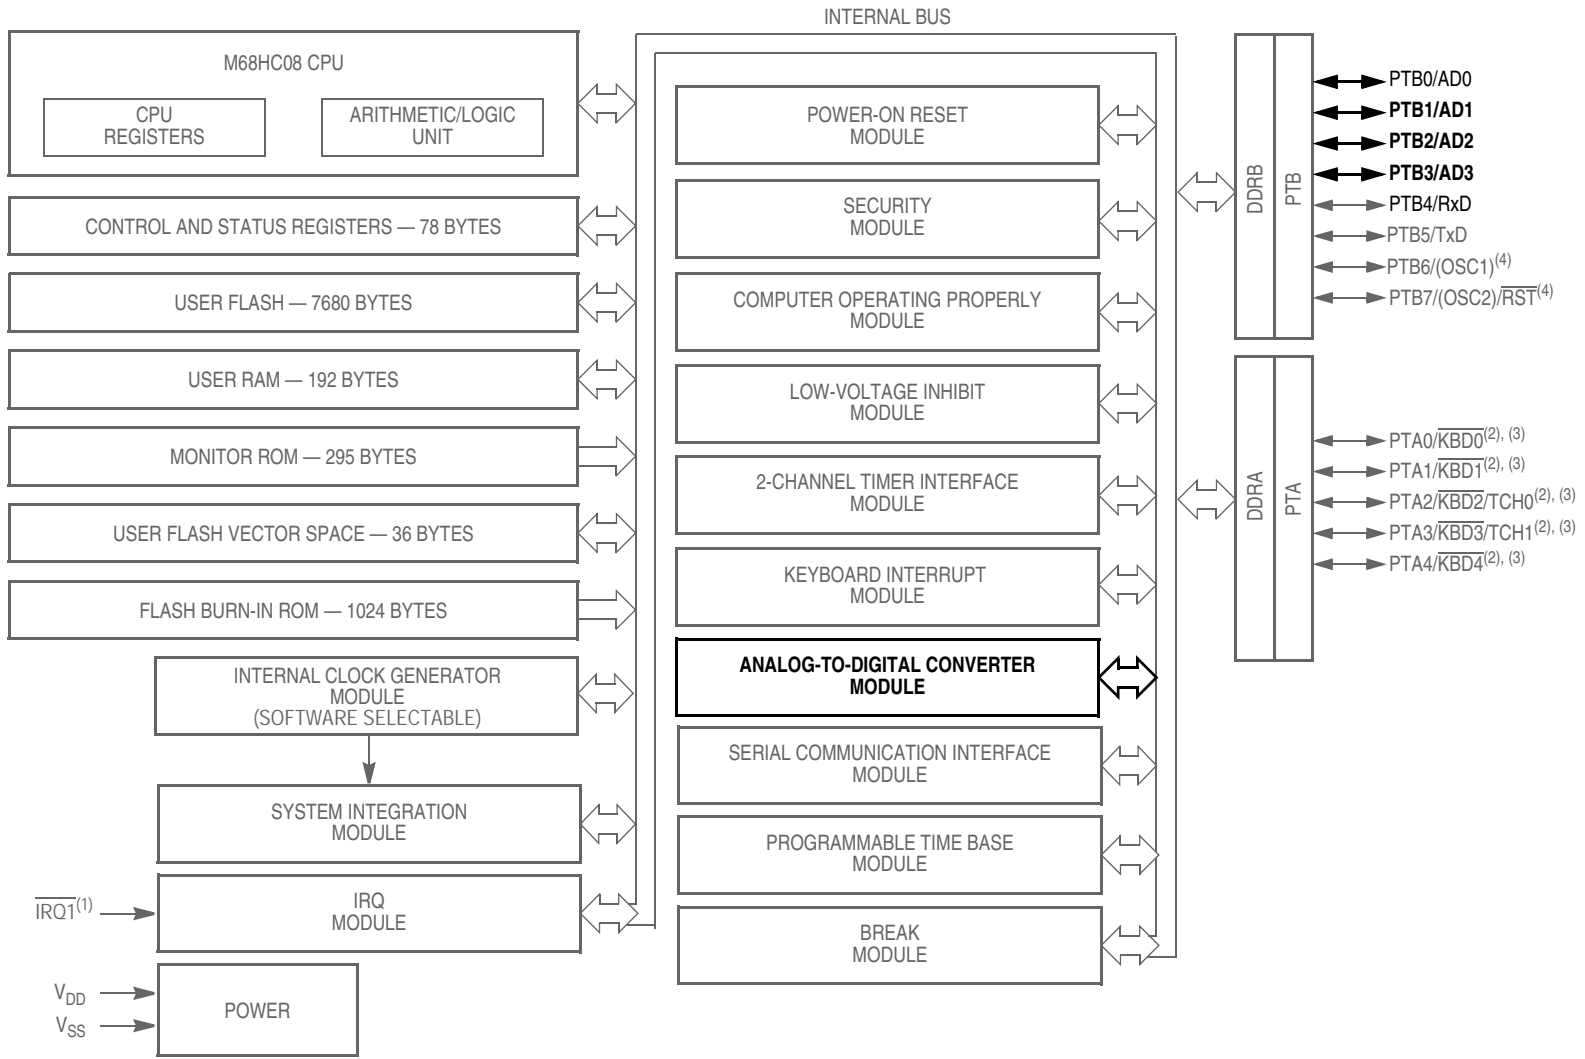 INTERNAL BUS
M68HC08 CPU
CPU
REGISTERS
ARITHMETIC/LOGIC
UNIT
CONTROL AND STATUS REGISTERS — 78 BYTES
USER FLASH — 7680 BYTES
USER RAM — 192 BYTES
MONITOR ROM — 295 BYTES
USER FLASH VECTOR SPACE — 36 BYTES
FLASH BURN-IN ROM — 1024 BYTES
INTERNAL CLOCK GENERATOR
MODULE
(SOFTWARE SELECTABLE)
SYSTEM INTEGRATION
MODULE
IRQ1(1)
IRQ
MODULE
VDD
VSS
POWER
POWER-ON RESET
MODULE
SECURITY
MODULE
COMPUTER OPERATING PROPERLY
MODULE
LOW-VOLTAGE INHIBIT
MODULE
2-CHANNEL TIMER INTERFACE
MODULE
KEYBOARD INTERRUPT
MODULE
ANALOG-TO-DIGITAL CONVERTER
MODULE
SERIAL COMMUNICATION INTERFACE
MODULE
PROGRAMMABLE TIME BASE
MODULE
BREAK
MODULE
DDRB
PTB
PTB0/AD0
PTB1/AD1
PTB2/AD2
PTB3/AD3
PTB4/RxD
PTB5/TxD
PTB6/(OSC1)(4)
PTB7/(OSC2)/RST(4)
DDRA
PTA
PTA0/KBD0(2), (3)
PTA1/KBD1(2), (3)
PTA2/KBD2/TCH0(2), (3)
PTA3/KBD3/TCH1(2), (3)
PTA4/KBD4(2), (3)